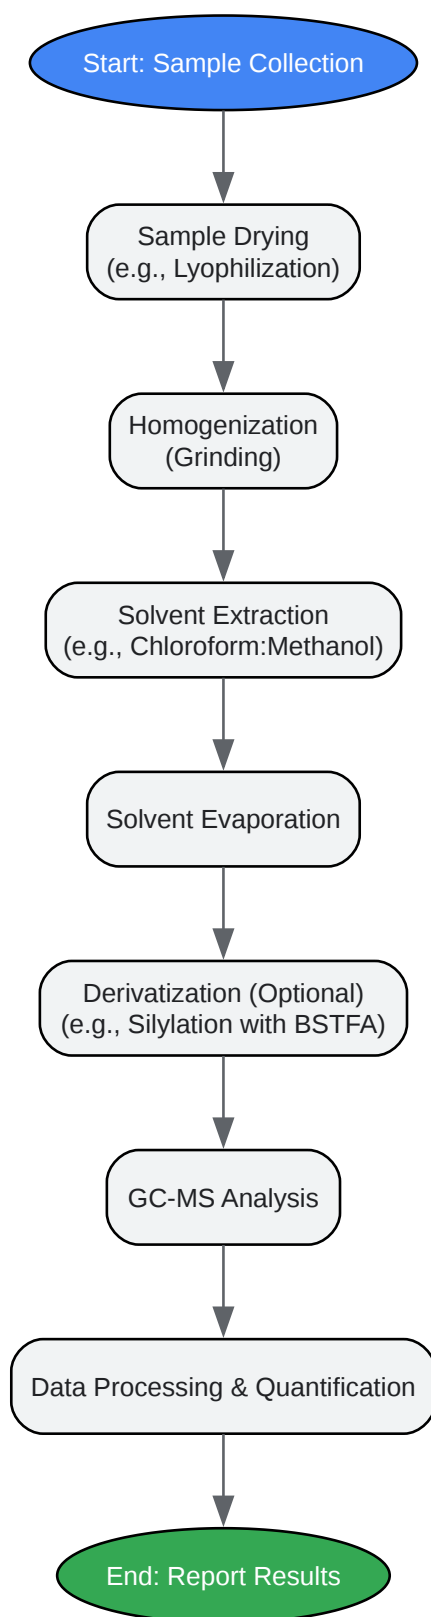 Start: Sample Collection
Sample Drying
(e.g., Lyophilization)
Homogenization
(Grinding)
Solvent Extraction
(e.g., Chloroform:Methanol)
Solvent Evaporation
Derivatization (Optional)
(e.g., Silylation with BSTFA)
GC-MS Analysis
Data Processing & Quantification
End: Report Results